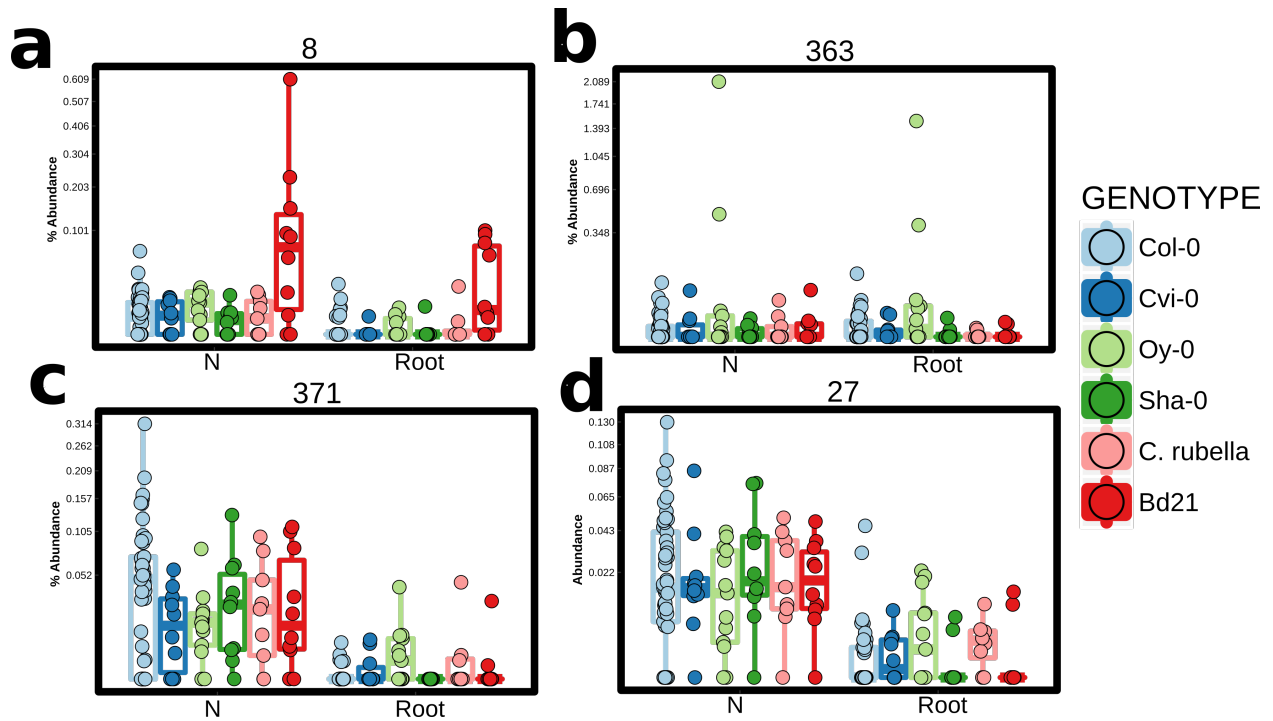 a
8
0.609
0.507
0.406
0.304
0.203
0.101
% Abundance
N Root
b
363
2.089
1.741
1.393
1.045
0.696
0.348
% Abundance
N Root
c
371
0.314
0.262
0.209
0.157
0.105
0.052
% Abundance
N Root
d
27
0.130
0.108
0.087
0.065
0.043
0.022
Abundance
N Root
GENOTYPE
Col-0
Cvi-0
Oy-0
Sha-0
C. rubella
Bd21